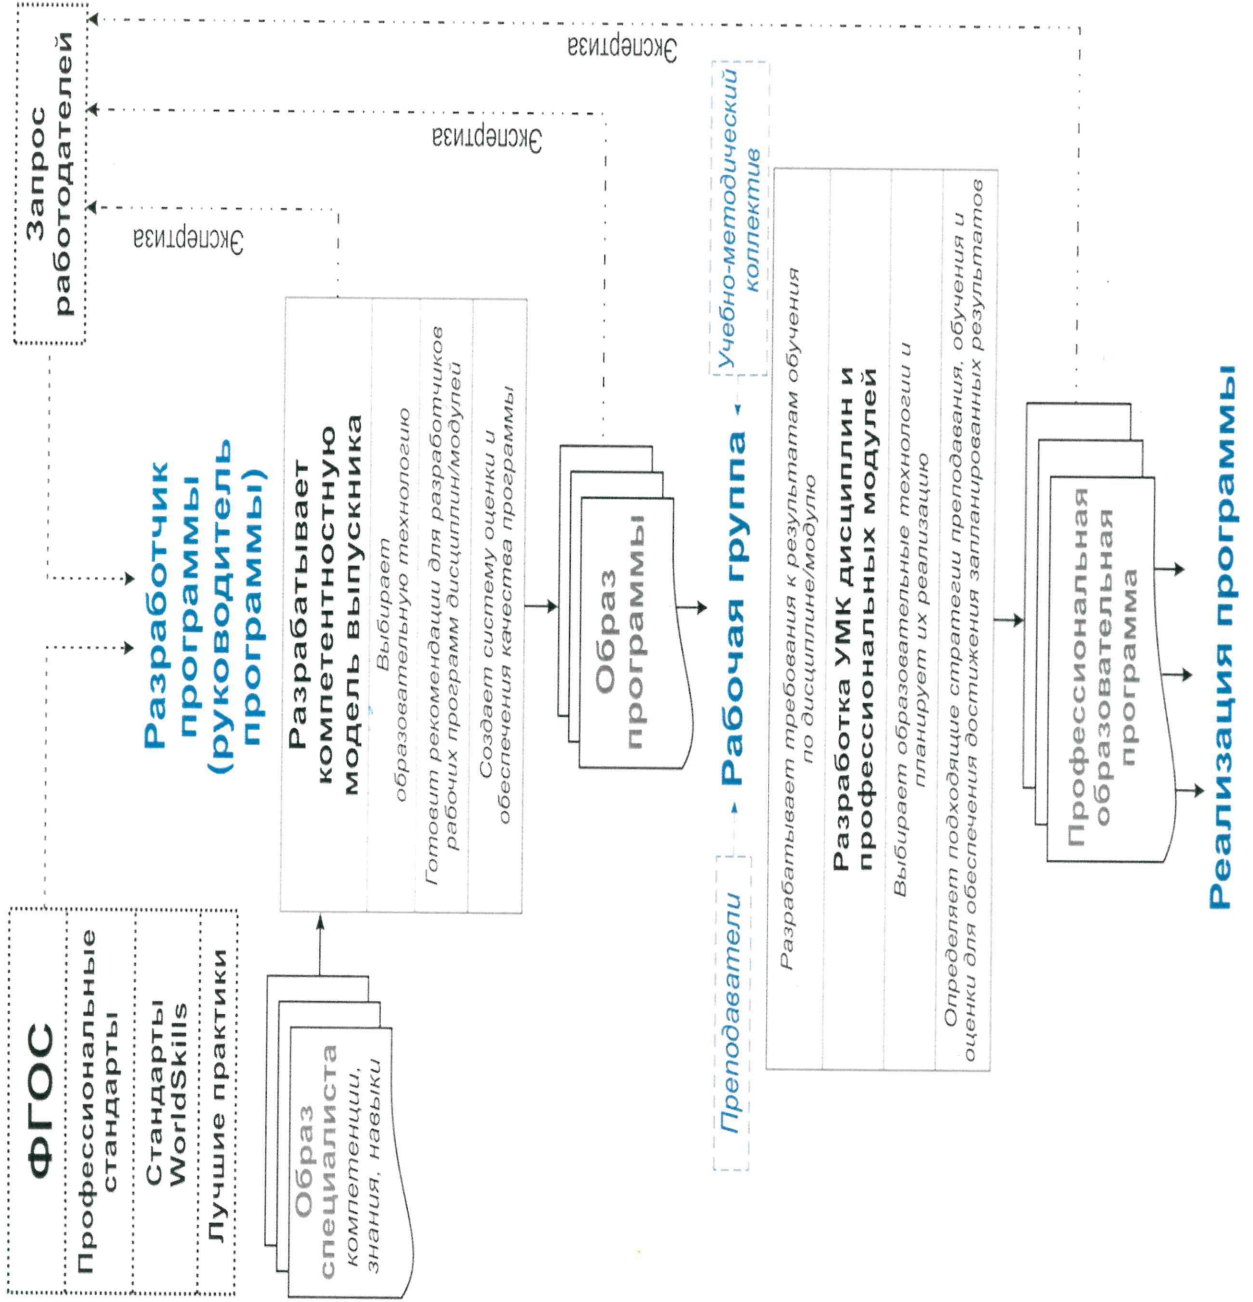 ФГОС
Профессиональные
стандарты
Стандарты
WorldSkills
Лучшие практики
Запрос
работодателей
Разработчик
программы
(руководитель
программы)
Образ
специалиста
компетенции,
знания, навыки
Разрабатывает
компетентностную
модель выпускника
Выбирает
образовательную технологию
Готовит рекомендации для разработчиков
рабочих программ дисциплин/модулей
Создает систему оценки и
обеспечения качества программы
Экспертиза
Экспертиза
Экспертиза
Образ
программы
Преподаватели
Рабочая группа
Учебно-методический
коллектив
Разрабатывает требования к результатам обучения
по дисциплине/модулю
Разработка УМК дисциплин и
профессиональных модулей
Выбирает образовательные технологии и
планирует их реализацию
Определяет подходящие стратегии преподавания, обучения и
оценки для обеспечения достижения запланированных результатов
Профессиональная
образовательная
программа
Реализация программы